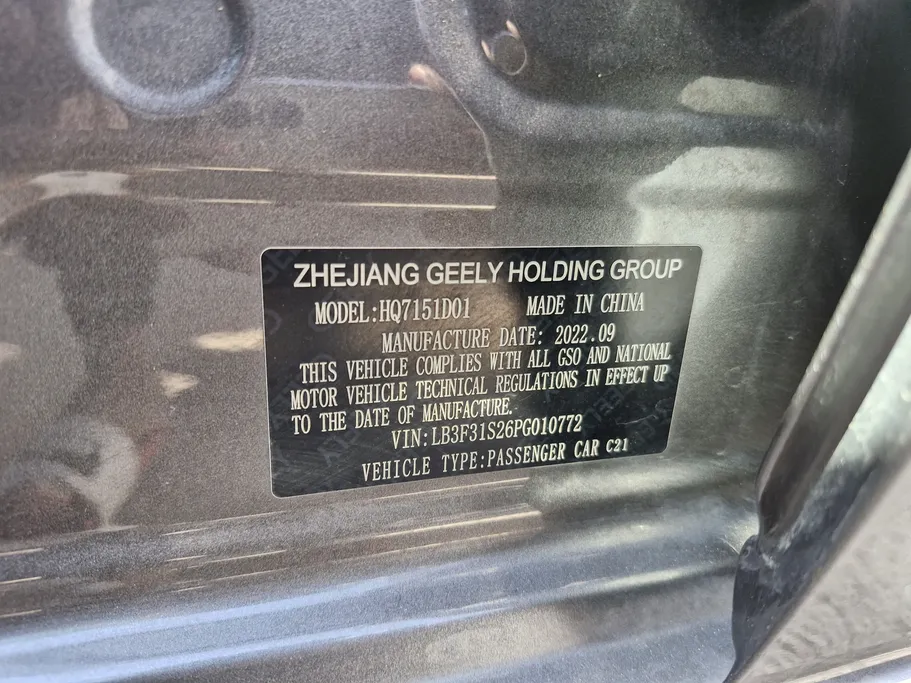 ZHEJIANG GEELY HOLDING GROUP
MODEL:HQ7151D01 MADE IN CHINA
MANUFACTURE DATE: 2022.09
THIS VEHICLE COMPLIES WITH ALL GSO AND NATIONAL
MOTOR VEHICLE TECHNICAL REGULATIONS IN EFFECT UP
TO THE DATE OF MANUFACTURE.
VIN:LB3F31S26PG010772
VEHICLE TYPE:PASSENGER CAR C21